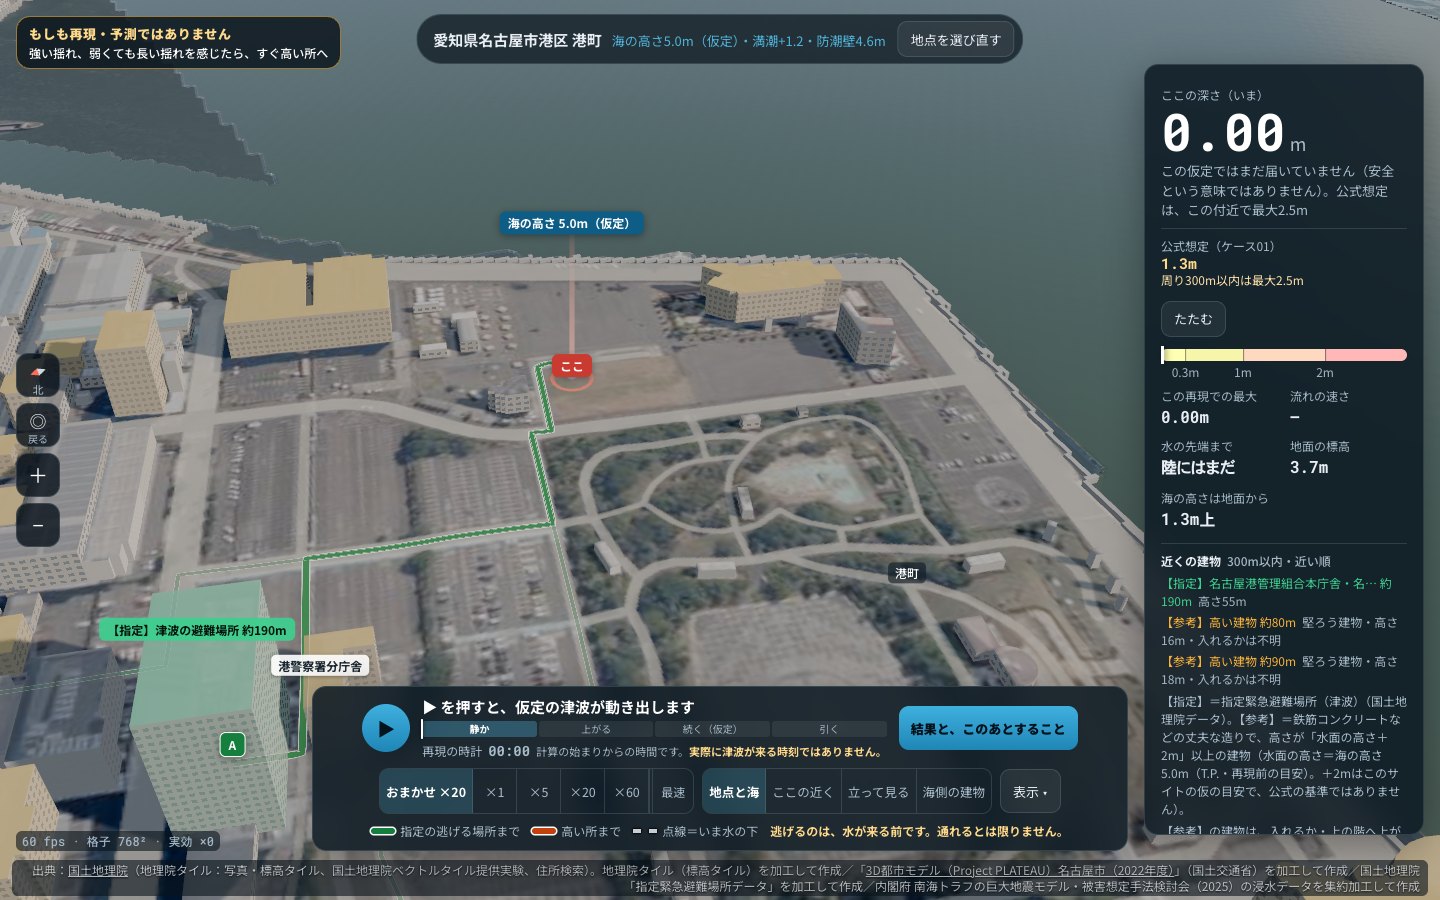 もしも再現・予測ではありません
強い揺れ、弱くても長い揺れを感じたら、すぐ高い所へ
愛知県名古屋市港区 港町 海の高さ5.0m（仮定）・満潮+1.2・防潮壁4.6m 地点を選び直す
ここの深さ（いま）
0.00 m
この仮定ではまだ届いていません（安全
という意味ではありません）。公式想定
は、この付近で最大2.5m
公式想定（ケース01）
1.3m
周り300m以内は最大2.5m
たたむ
0.3m 1m 2m
この再現での最大 流れの速さ
0.00m —
水の先端まで 地面の標高
陸にはまだ 3.7m
海の高さは地面から
1.3m上
近くの建物 300m以内・近い順
【指定】名古屋港管理組合本庁舎・名… 約
190m 高さ55m
【参考】高い建物 約80m 堅ろう建物・高さ
16m・入れるかは不明
【参考】高い建物 約90m 堅ろう建物・高さ
18m・入れるかは不明
【指定】＝指定緊急避難場所（津波）（国土地
理院データ）。【参考】＝鉄筋コンクリートな
どの丈夫な造りで、高さが「水面の高さ＋
2m」以上の建物（水面の高さ＝海の高さ
5.0m（T.P.・再現前の目安）。＋2mはこのサ
イトの仮の目安で、公式の基準ではありませ
ん）。
【参考】の建物は、入れるか・上の階へ上が
海の高さ 5.0m（仮定）
ここ
北
戻る
＋
−
港町
【指定】津波の避難場所 約190m
港警察署分庁舎
A
▶ を押すと、仮定の津波が動き出します
静か 上がる 続く（仮定） 引く
再現の時計 00:00 計算の始まりからの時間です。実際に津波が来る時刻ではありません。
結果と、このあとすること
おまかせ ×20 ×1 ×5 ×20 ×60 最速 地点と海 ここの近く 立って見る 海側の建物 表示 ▾
指定の逃げる場所まで 高い所まで 点線＝いま水の下 逃げるのは、水が来る前です。通れるとは限りません。
60 fps · 格子 768² · 実効 ×0
出典：国土地理院（地理院タイル：写真・標高タイル、国土地理院ベクトルタイル提供実験、住所検索）。地理院タイル（標高タイル）を加工して作成／「3D都市モデル（Project PLATEAU）名古屋市（2022年度）」（国土交通省）を加工して作成／国土地理院
「指定緊急避難場所データ」を加工して作成／内閣府 南海トラフの巨大地震モデル・被害想定手法検討会（2025）の浸水データを集約加工して作成